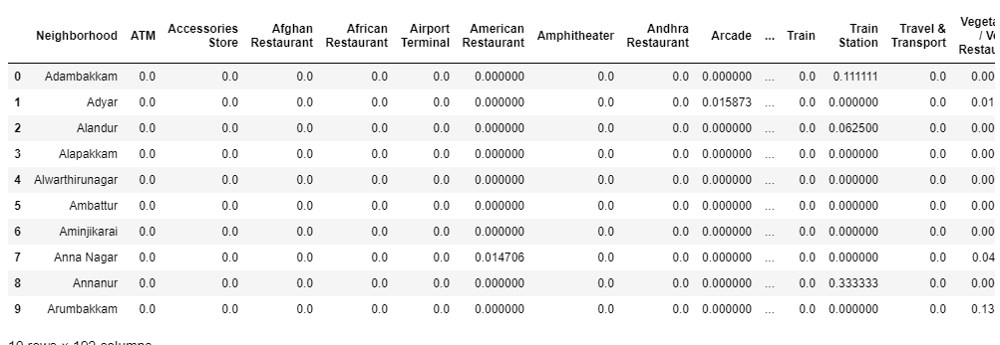 Neighborhood ATM Accessories Store Afghan Restaurant African Restaurant Airport Terminal American Restaurant Amphitheater Andhra Restaurant Arcade ... Train Train Station Travel & Transport / Restau
0 Adambakkam 0.0 0.0 0.0 0.0 0.0 0.000000 0.0 0.0 0.000000 ... 0.0 0.111111 0.0 0.00
1 Adyar 0.0 0.0 0.0 0.0 0.0 0.000000 0.0 0.0 0.015873 ... 0.0 0.000000 0.0 0.01
2 Alandur 0.0 0.0 0.0 0.0 0.0 0.000000 0.0 0.0 0.000000 ... 0.0 0.062500 0.0 0.00
3 Alapakkam 0.0 0.0 0.0 0.0 0.0 0.000000 0.0 0.0 0.000000 ... 0.0 0.000000 0.0 0.00
4 Alwarthirunagar 0.0 0.0 0.0 0.0 0.0 0.000000 0.0 0.0 0.000000 ... 0.0 0.000000 0.0 0.00
5 Ambattur 0.0 0.0 0.0 0.0 0.0 0.000000 0.0 0.0 0.000000 ... 0.0 0.000000 0.0 0.00
6 Aminjikarai 0.0 0.0 0.0 0.0 0.0 0.000000 0.0 0.0 0.000000 ... 0.0 0.000000 0.0 0.00
7 Anna Nagar 0.0 0.0 0.0 0.0 0.0 0.014706 0.0 0.0 0.000000 ... 0.0 0.000000 0.0 0.04
8 Annanur 0.0 0.0 0.0 0.0 0.0 0.000000 0.0 0.0 0.000000 ... 0.0 0.333333 0.0 0.00
9 Arumbakkam 0.0 0.0 0.0 0.0 0.0 0.000000 0.0 0.0 0.000000 ... 0.0 0.000000 0.0 0.13